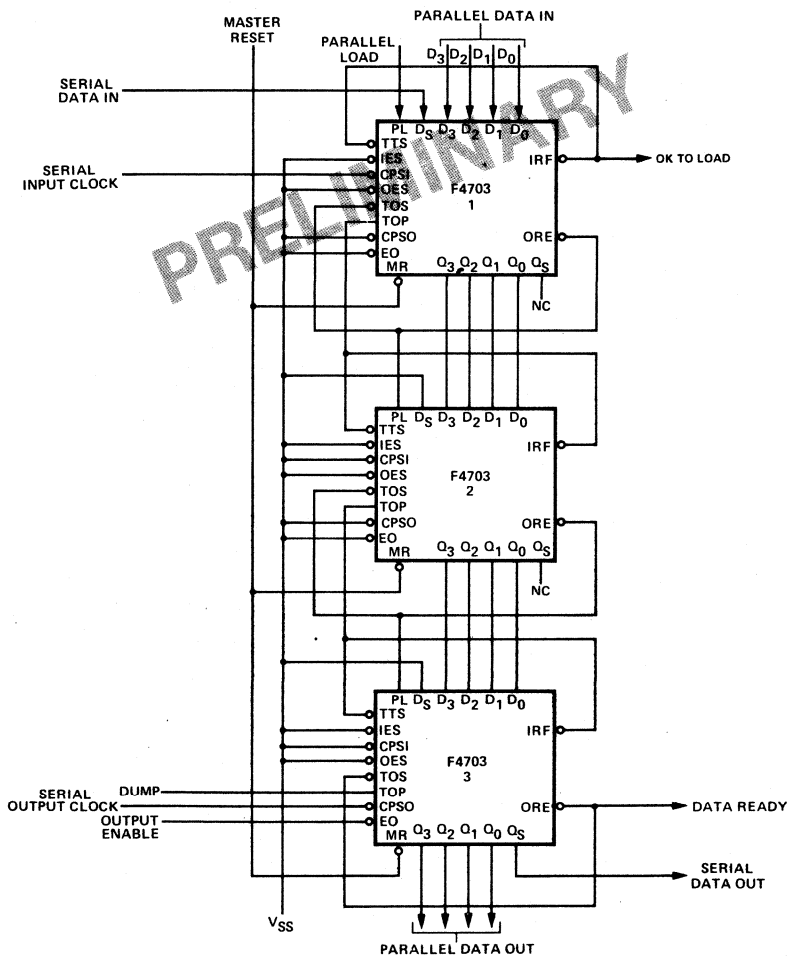 PARALLEL DATA IN
MASTER
RESET
PARALLEL
LOAD
D3 D2 D1 D0
SERIAL
DATA IN
PL DS D3 D2 D1 D0
TTS
IES
CPSI
OES
TOS
TOP
CPSO
EO
MR
F4703
1
IRF
ORE
OK TO LOAD
SERIAL
INPUT CLOCK
Q3 Q2 Q1 Q0 QS
NC
PRELIMINARY
PL DS D3 D2 D1 D0
TTS
IES
CPSI
OES
TOS
TOP
CPSO
EO
MR
F4703
2
IRF
ORE
Q3 Q2 Q1 Q0 QS
NC
PL DS D3 D2 D1 D0
TTS
IES
CPSI
OES
TOS
TOP
CPSO
EO
MR
F4703
3
IRF
ORE
Q3 Q2 Q1 Q0 QS
DUMP
SERIAL
OUTPUT CLOCK
OUTPUT
ENABLE
DATA READY
SERIAL
DATA OUT
VSS
PARALLEL DATA OUT